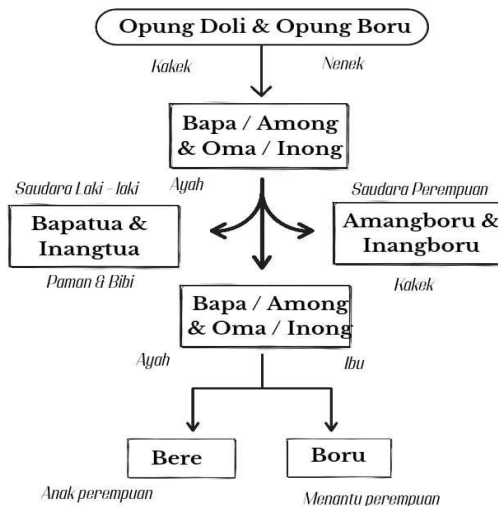 Opung Doli & Opung Boru
Kakek
Nenek
Bapa / Among
& Oma / Inong
Saudara Laki - laki
Ayah
Saudara Perempuan
Bapatua &
Inangtua
Amangboru &
Inangboru
Paman & Bibi
Kakek
Bapa / Among
& Oma / Inong
Ayah
Ibu
Bere
Boru
Anak perempuan
Menantu perempuan